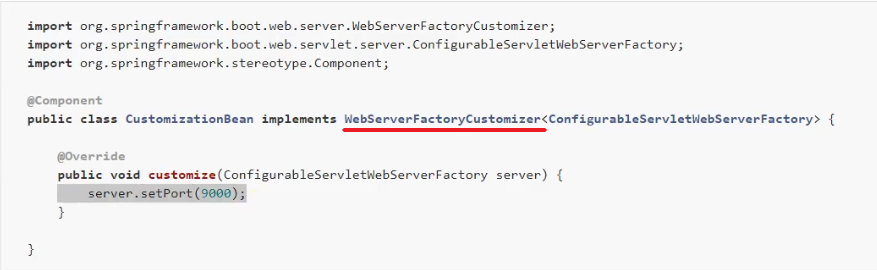 import org.springframework.boot.web.server.WebServerFactoryCustomizer;
import org.springframework.boot.web.servlet.server.ConfigurableServletWebServerFactory;
import org.springframework.stereotype.Component;
@Component
public class CustomizationBean implements WebServerFactoryCustomizer<ConfigurableServletWebServerFactory> {
@Override
public void customize(ConfigurableServletWebServerFactory server) {
server.setPort(9000);
}
}